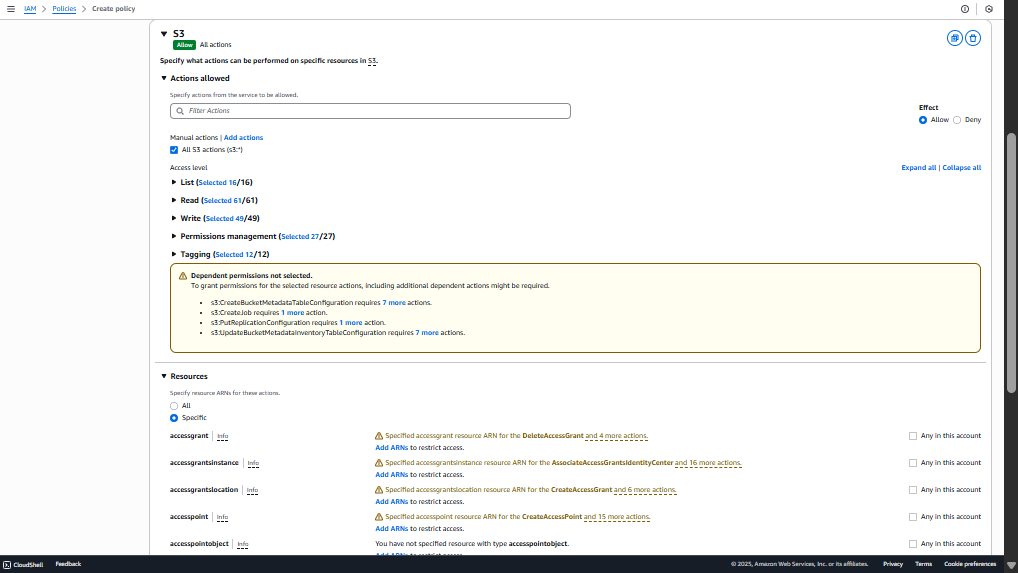 IAM > Policies > Create policy
S3
Allow All actions
Specify what actions can be performed on specific resources in S3.
Actions allowed
Specify actions from the service to be allowed.
Filter Actions
Effect
Allow Deny
Manual actions | Add actions
All S3 actions (s3:*)
Access level
Expand all | Collapse all
List (Selected 16/16)
Read (Selected 61/61)
Write (Selected 49/49)
Permissions management (Selected 27/27)
Tagging (Selected 12/12)
Dependent permissions not selected.
To grant permissions for the selected resource actions, including additional dependent actions might be required.
• s3:CreateBucketMetadataTableConfiguration requires 7 more actions.
• s3:CreateJob requires 1 more action.
• s3:PutReplicationConfiguration requires 1 more action.
• s3:UpdateBucketMetadataInventoryTableConfiguration requires 7 more actions.
Resources
Specify resource ARNs for these actions.
All
Specific
accessgrant | Info Specified accessgrant resource ARN for the DeleteAccessGrant and 4 more actions. Any in this account
Add ARNs to restrict access.
accessgrantsinstance | Info Specified accessgrantsinstance resource ARN for the AssociateAccessGrantsIdentityCenter and 16 more actions. Any in this account
Add ARNs to restrict access.
accessgrantslocation | Info Specified accessgrantslocation resource ARN for the CreateAccessGrant and 6 more actions. Any in this account
Add ARNs to restrict access.
accesspoint | Info Specified accesspoint resource ARN for the CreateAccessPoint and 15 more actions. Any in this account
Add ARNs to restrict access.
accesspointobject | Info You have not specified resource with type accesspointobject. Any in this account
Add ARNs to restrict access.
CloudShell Feedback © 2025, Amazon Web Services, Inc. or its affiliates. Privacy Terms Cookie preferences